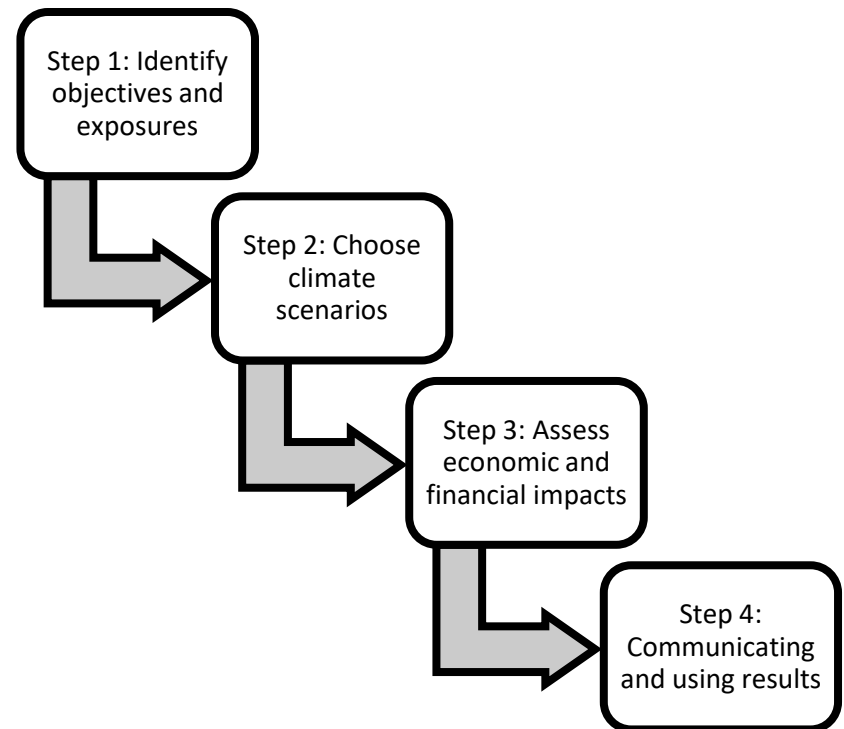 Step 1: Identify
objectives and
exposures
Step 2: Choose
climate
scenarios
Step 3: Assess
economic and
financial impacts
Step 4:
Communicating
and using results